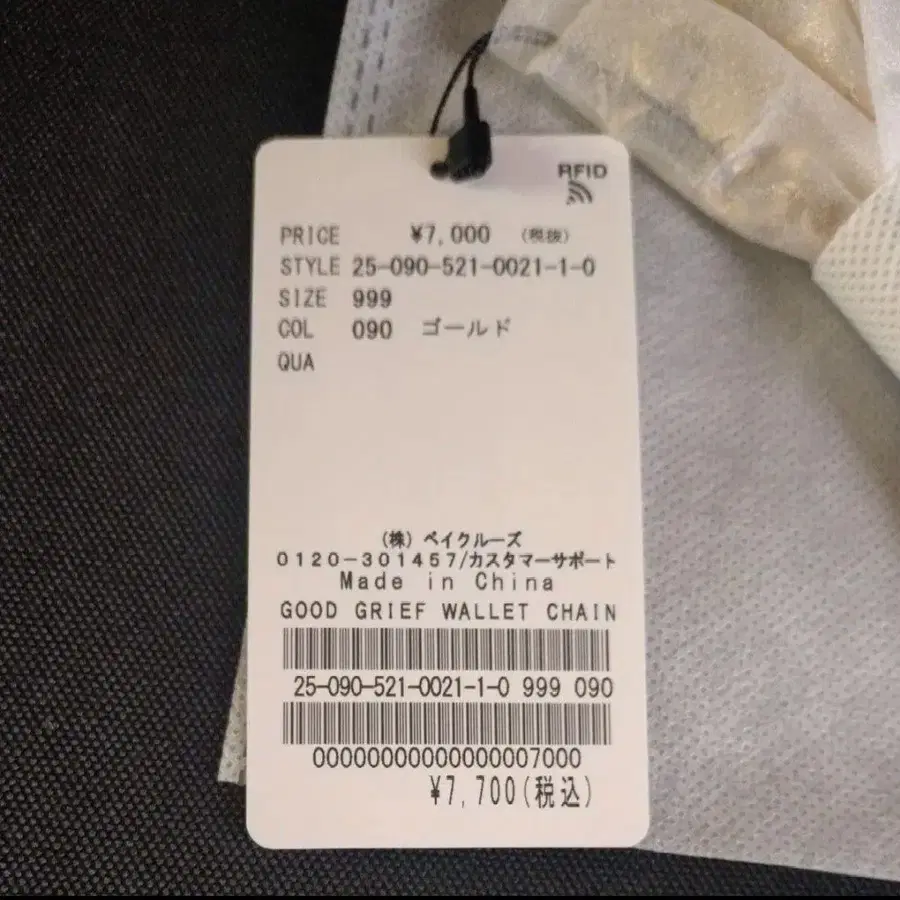 RFID
PRICE ¥7,000 (税抜)
STYLE 25-090-521-0021-1-0
SIZE 999
COL 090 ゴールド
QUA
(株) ベイクルーズ
0120-301457/カスタマーサポート
Made in China
GOOD GRIEF WALLET CHAIN
25-090-521-0021-1-0 999 090
00000000000000007000
¥7,700(税込)